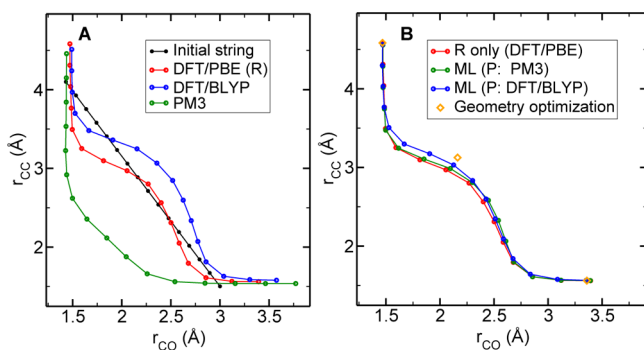 A
Initial string
DFT/PBE (R)
DFT/BLYP
PM3
4
3
2
r_CC (Å)
1.5 2 2.5 3 3.5
r_CO (Å)
B
R only (DFT/PBE)
ML (P: PM3)
ML (P: DFT/BLYP)
Geometry optimization
4
3
2
r_CC (Å)
1.5 2 2.5 3 3.5
r_CO (Å)